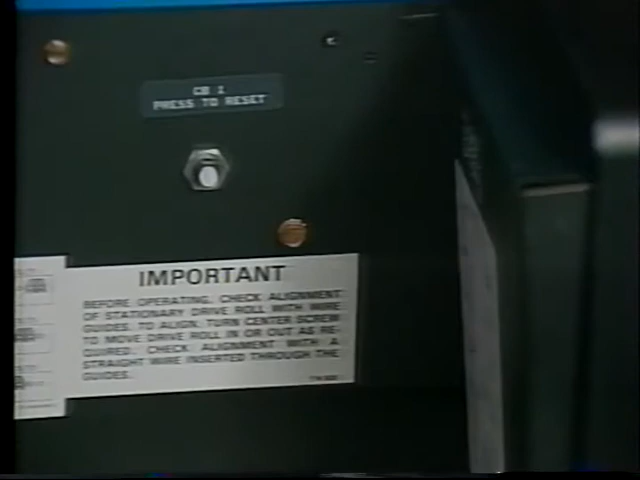 CB 1
PRESS TO RESET
IMPORTANT
BEFORE OPERATING, CHECK ALIGNMENT
OF STATIONARY DRIVE ROLL WITH WIRE
GUIDES. TO ALIGN, TURN CENTER SCREW
TO MOVE DRIVE ROLL IN OR OUT AS RE-
QUIRED. CHECK ALIGNMENT WITH A
STRAIGHT WIRE INSERTED THROUGH THE
GUIDES.